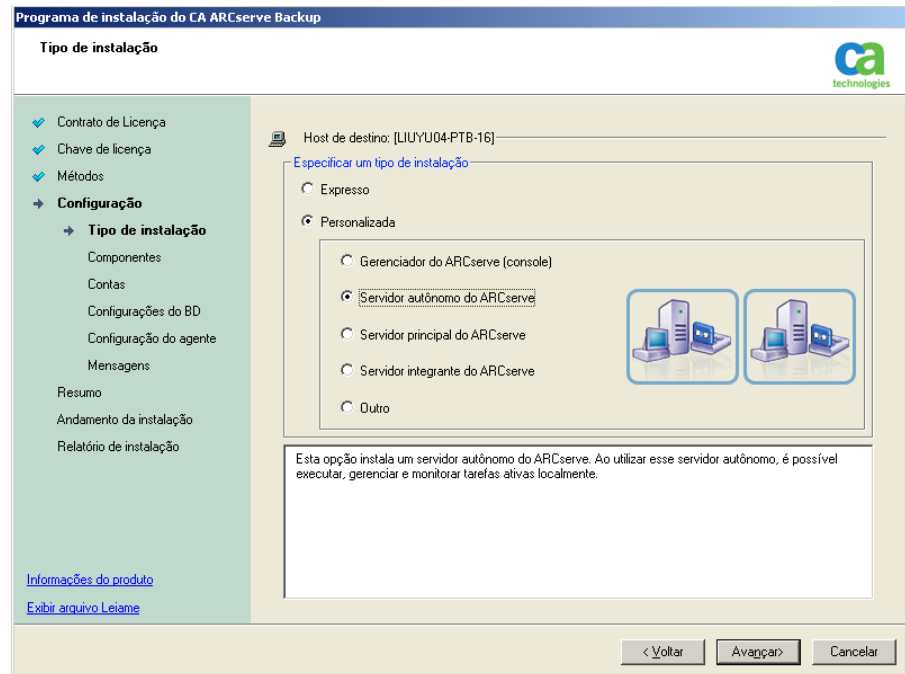 Programa de instalação do CA ARCserve Backup
Tipo de instalação
ca
technologies
Contrato de Licença
Chave de licença
Métodos
Configuração
Tipo de instalação
Componentes
Contas
Configurações do BD
Configuração do agente
Mensagens
Resumo
Andamento da instalação
Relatório de instalação
Informações do produto
Exibir arquivo Leiame
Host de destino: [LIUYU04-PTB-16]
Especificar um tipo de instalação
Expresso
Personalizada
Gerenciador do ARCserve (console)
Servidor autônomo do ARCserve
Servidor principal do ARCserve
Servidor integrante do ARCserve
Outro
Esta opção instala um servidor autônomo do ARCserve. Ao utilizar esse servidor autônomo, é possível
executar, gerenciar e monitorar tarefas ativas localmente.
< Voltar
Avançar>
Cancelar